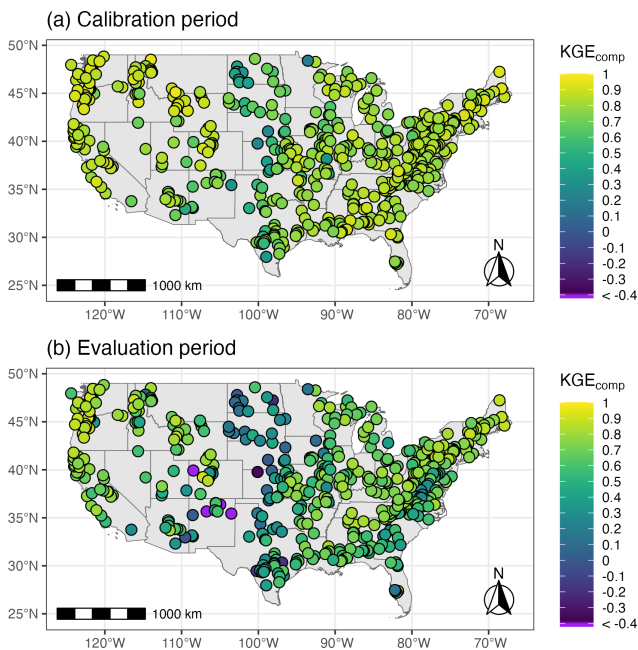 (a) Calibration period
50°N
45°N
40°N
35°N
30°N
25°N
1000 km
N
120°W 110°W 100°W 90°W 80°W 70°W
KGEcomp
1
0.9
0.8
0.7
0.6
0.5
0.4
0.3
0.2
0.1
0
-0.1
-0.2
-0.3
< -0.4
(b) Evaluation period
50°N
45°N
40°N
35°N
30°N
25°N
1000 km
N
120°W 110°W 100°W 90°W 80°W 70°W
KGEcomp
1
0.9
0.8
0.7
0.6
0.5
0.4
0.3
0.2
0.1
0
-0.1
-0.2
-0.3
< -0.4